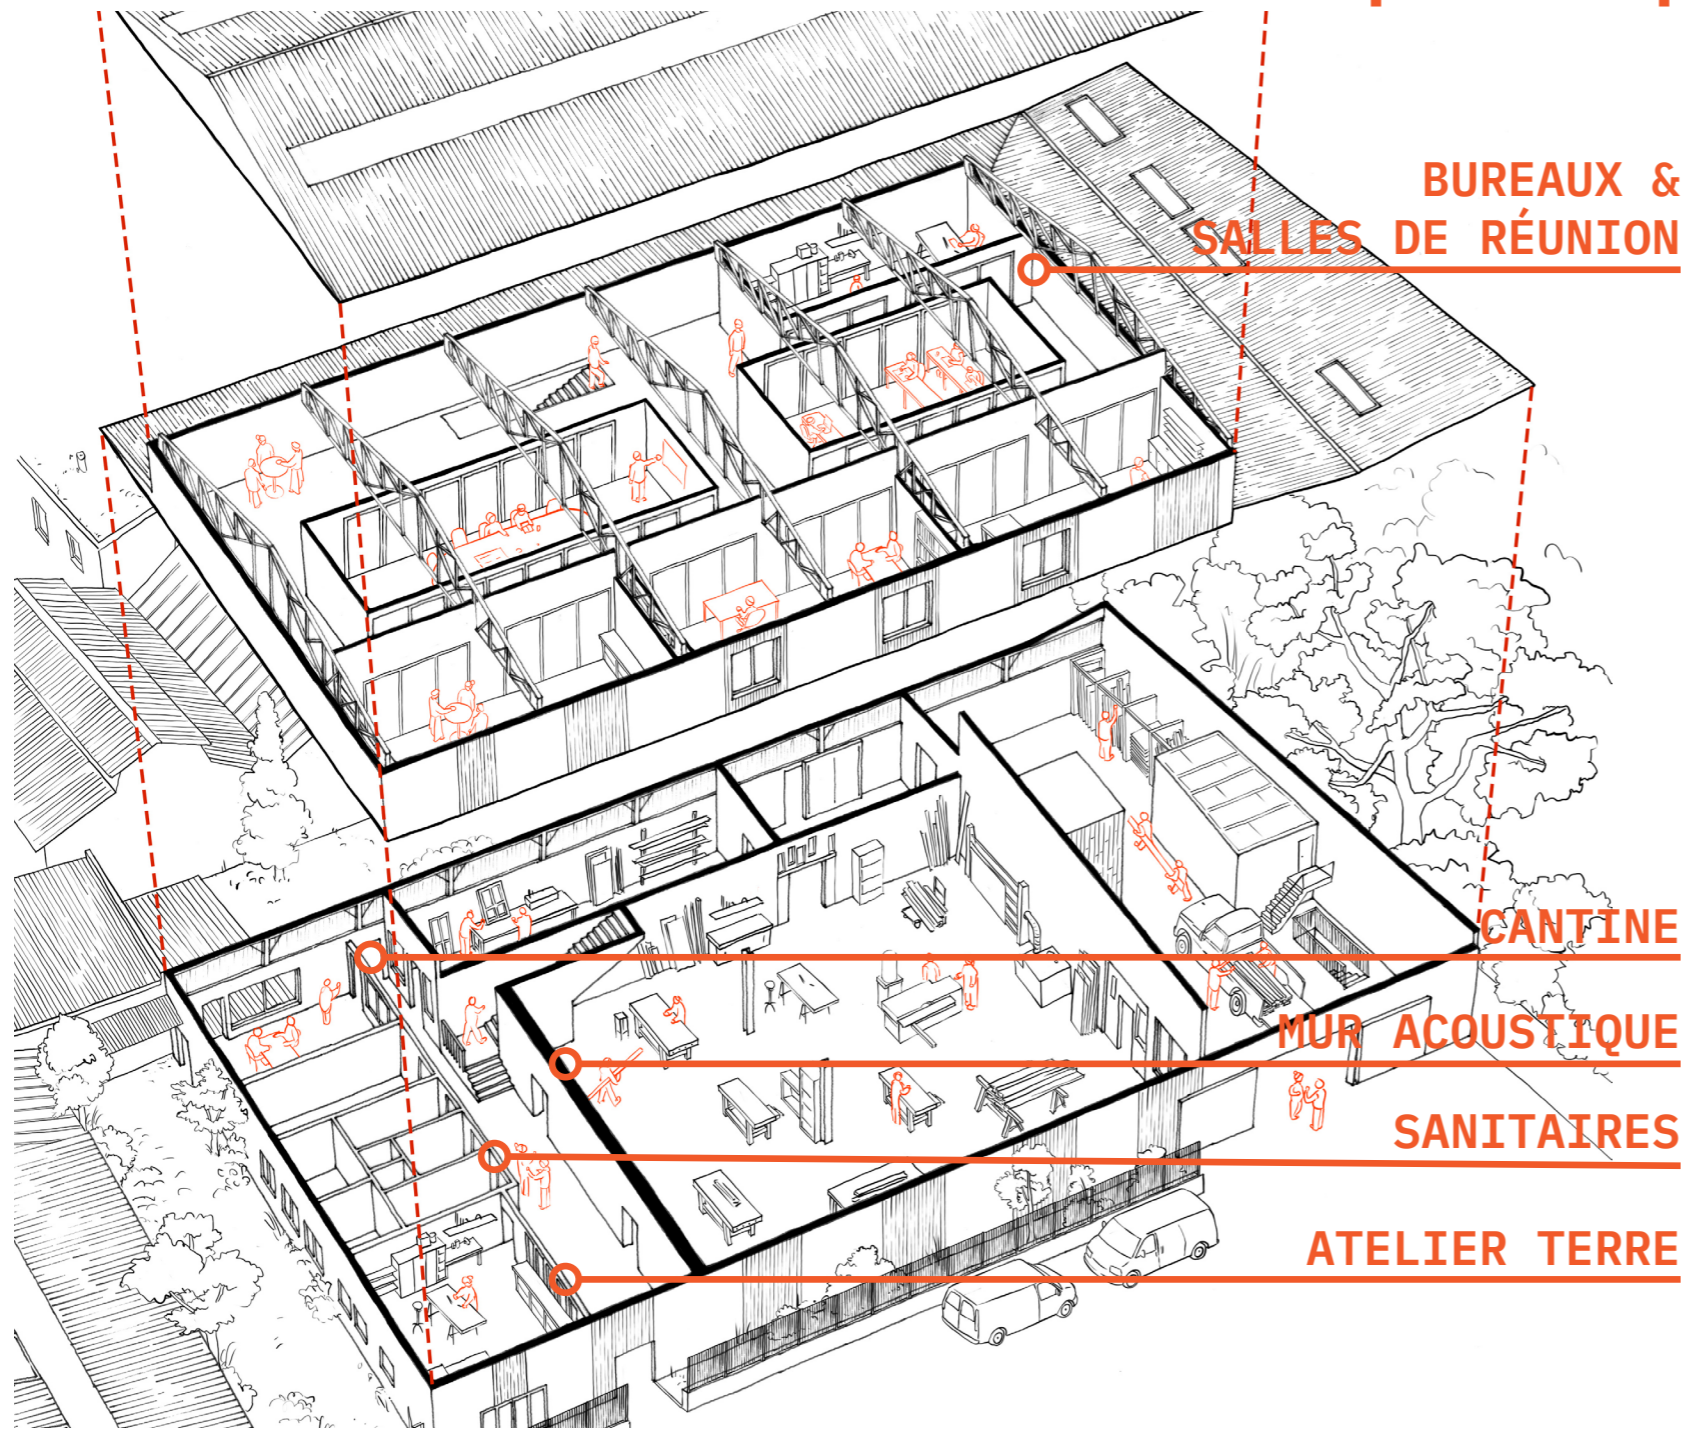 BUREAUX &
SALLES DE RÉUNION
CANTINE
MUR ACOUSTIQUE
SANITAIRES
ATELIER TERRE